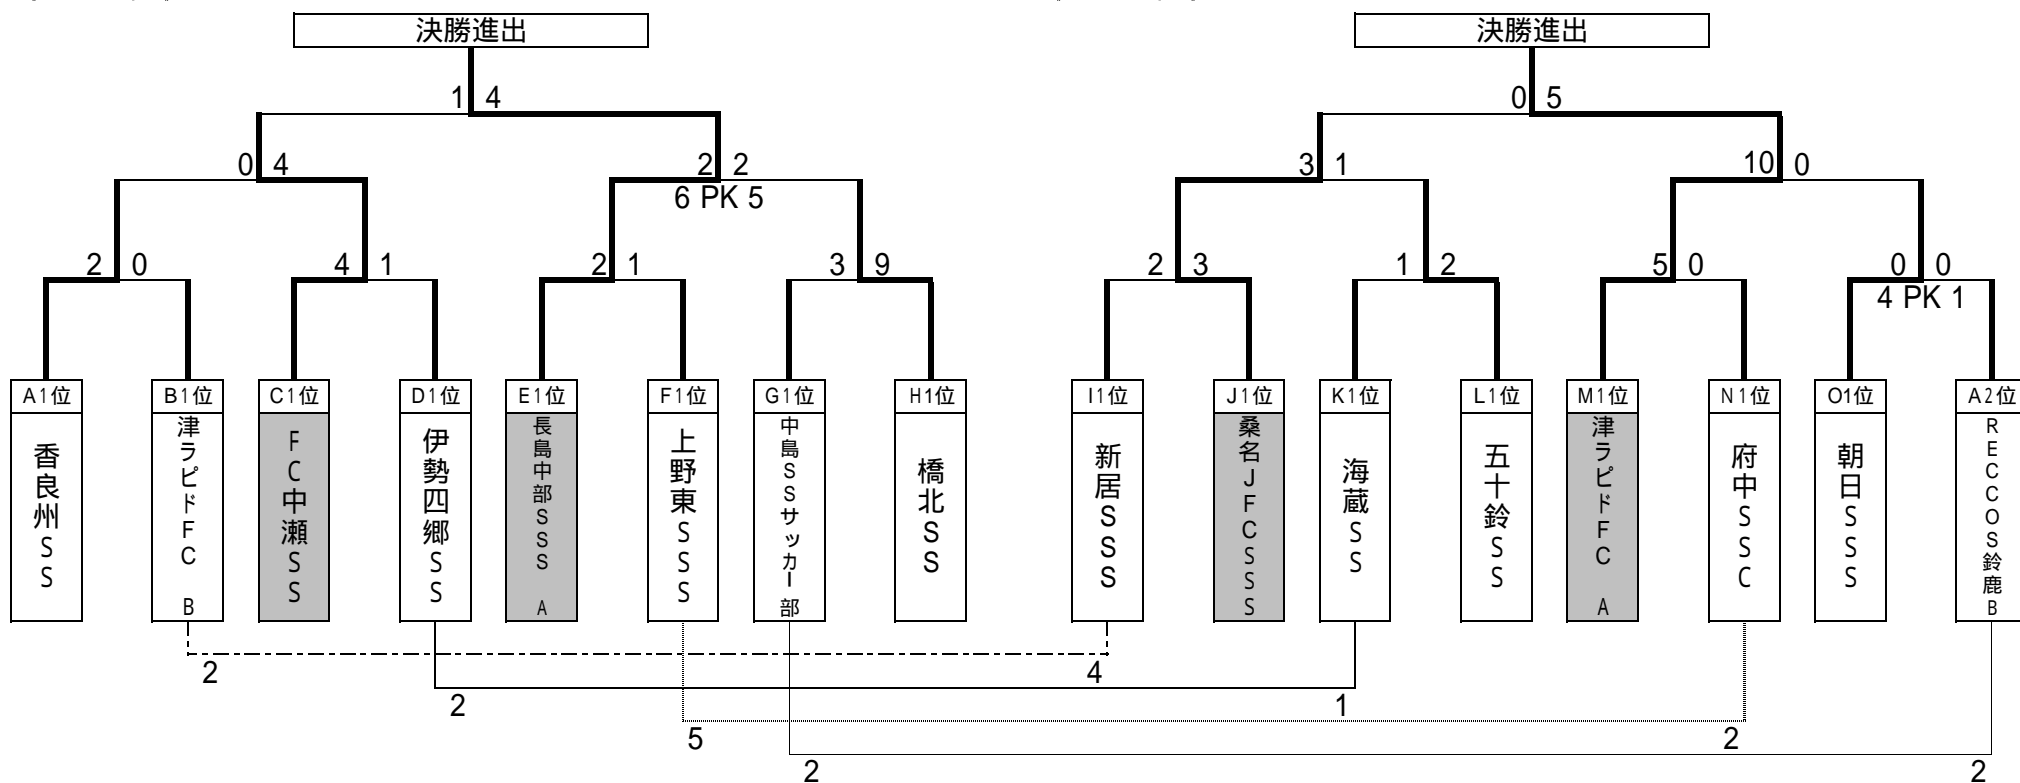 決勝進出 決勝進出
1 4 0 5
0 4 2 2 3 1 10 0
6 PK 5
2 0 4 1 2 1 3 9 2 3 1 2 5 0 0 0
4 PK 1
A1位 B1位 C1位 D1位 E1位 F1位 G1位 H1位 I1位 J1位 K1位 L1位 M1位 N1位 O1位 A2位
香良州SS
津ラピドFC B
FC中瀬SS
伊勢四郷SS
長島中部SSS A
上野東SSS
中島SSサッカー部
橋北SS
新居SSS
桑名JFCSSS
海蔵SS
五十鈴SS
津ラピドFC A
府中SSC
朝日SSS
RECCOS鈴鹿B
2 4
2 1
5 2
2 2